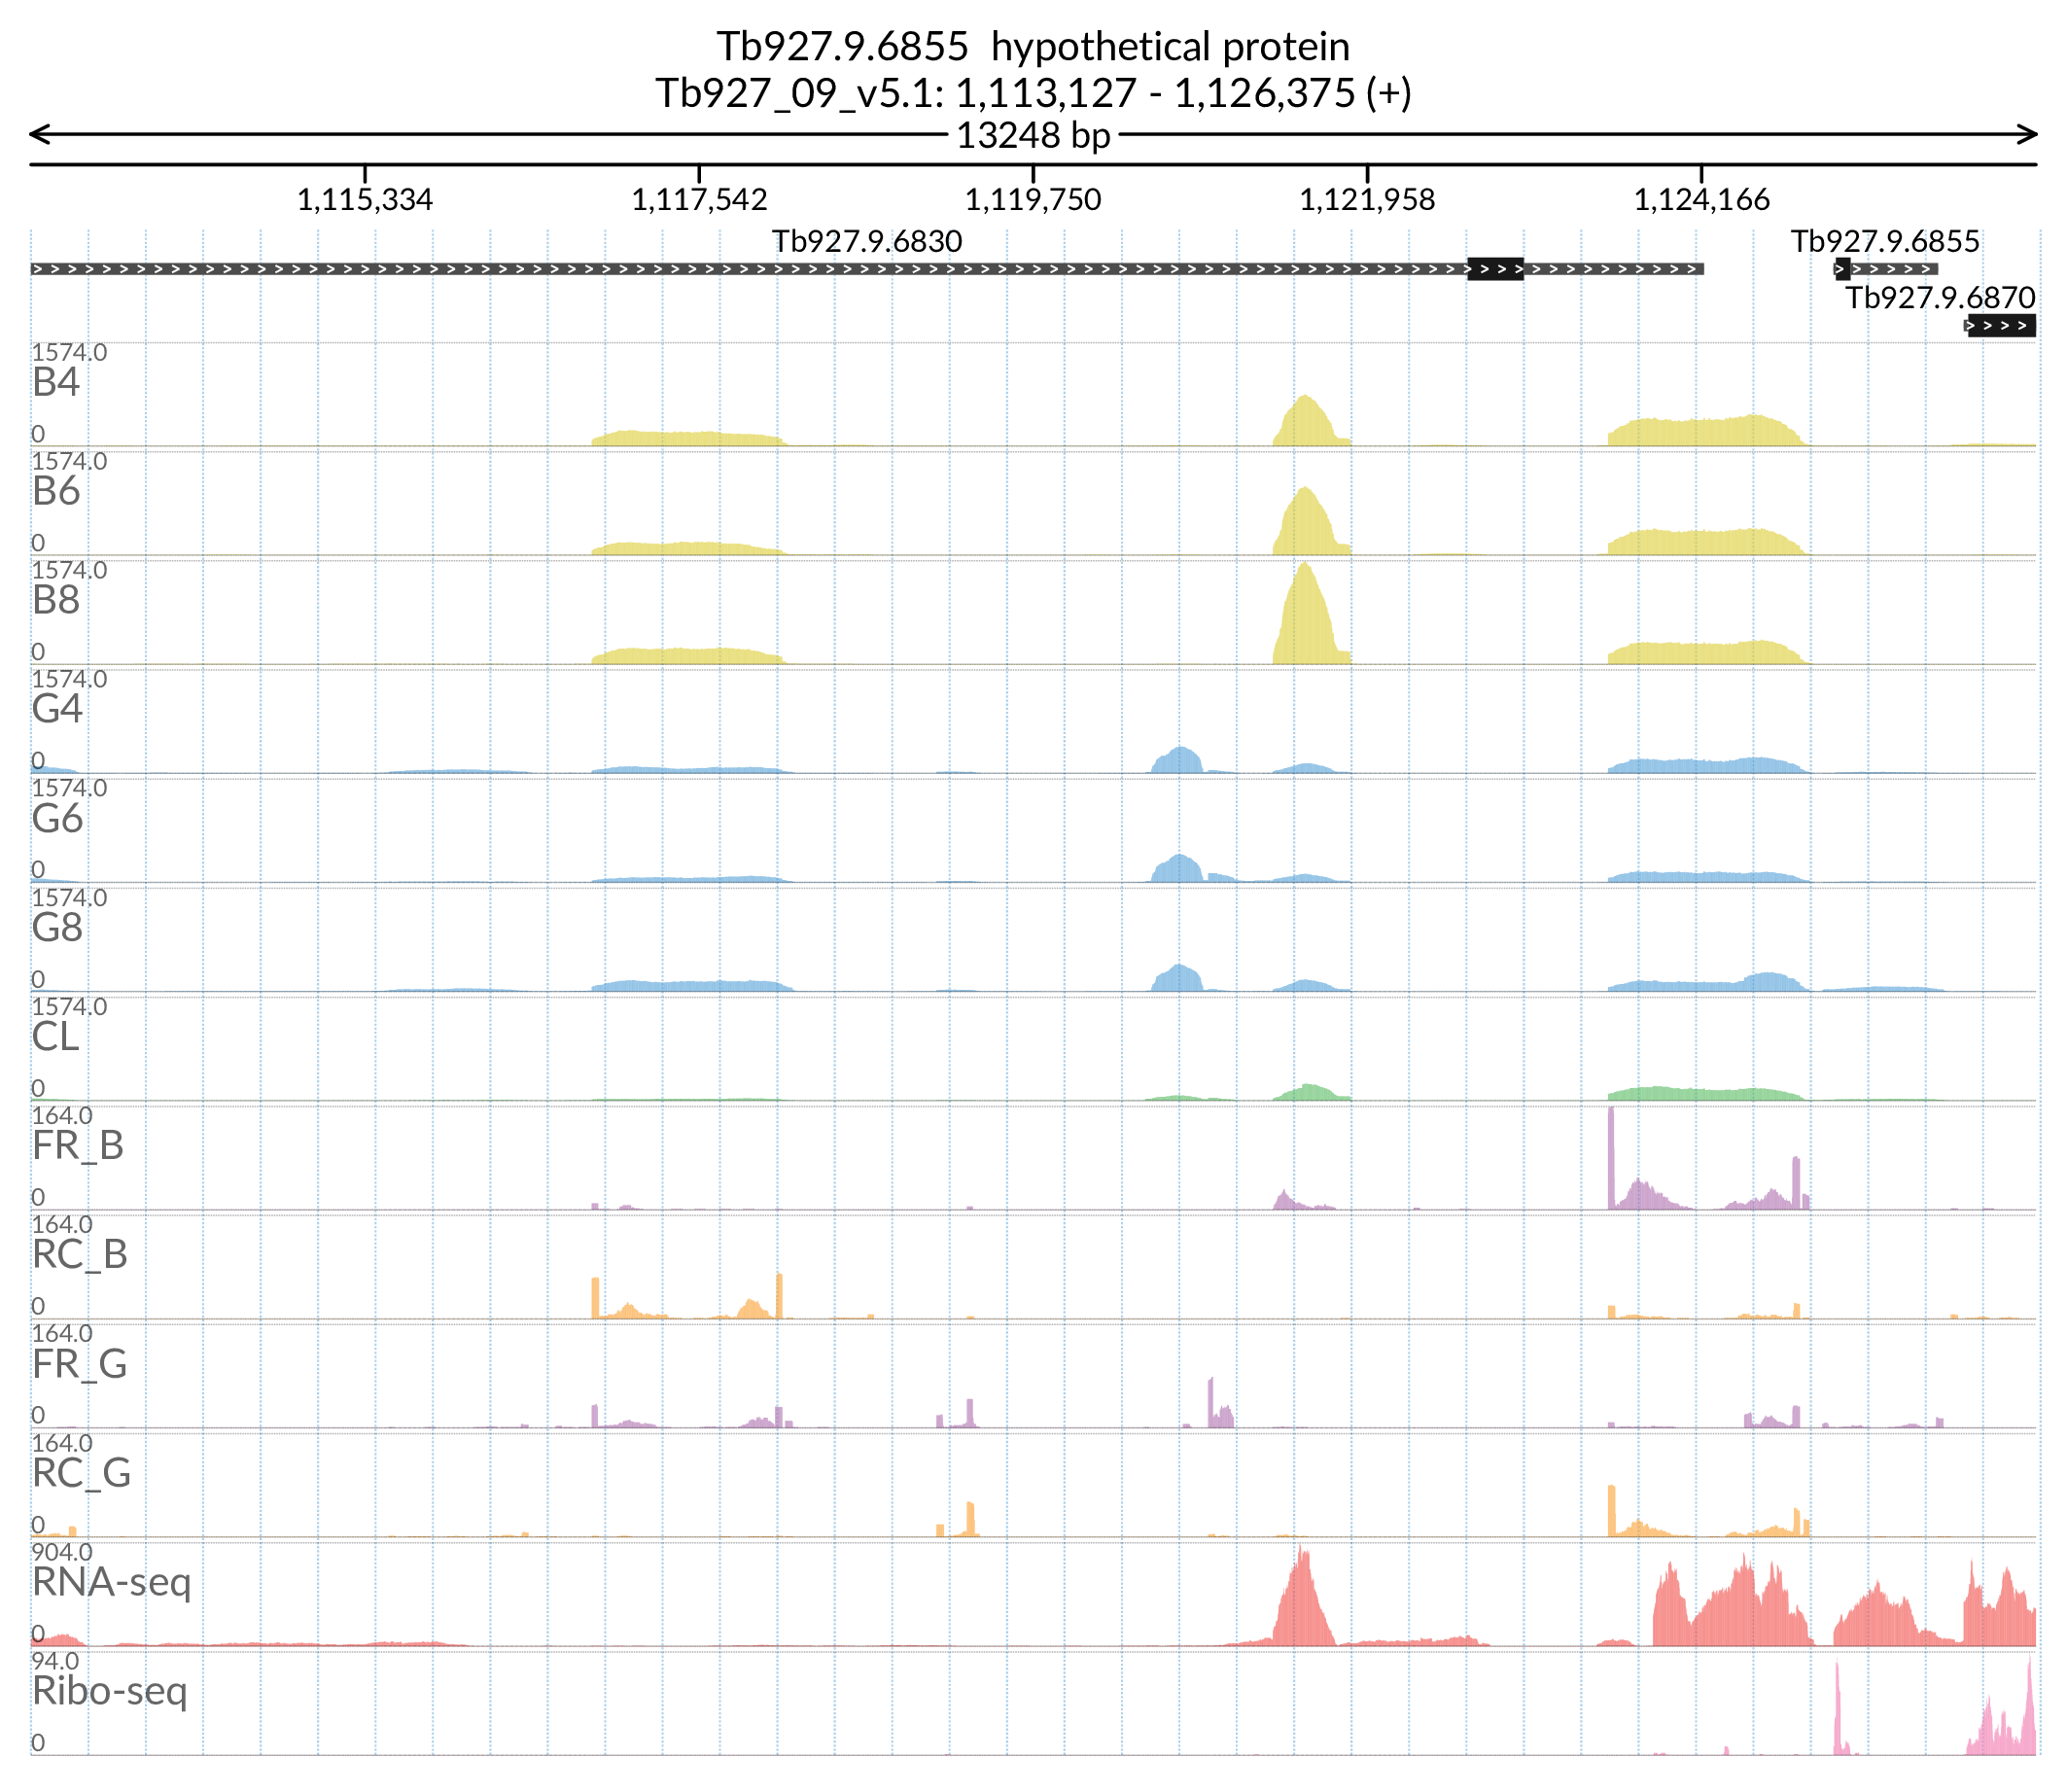 Tb927.9.6855  hypothetical protein
Tb927_09_v5.1: 1,113,127 - 1,126,375 (+)
13248 bp
1,115,334
1,117,542
1,119,750
1,121,958
1,124,166
Tb927.9.6830
Tb927.9.6855
Tb927.9.6870
1574.0
B4
0
1574.0
B6
0
1574.0
B8
0
1574.0
G4
0
1574.0
G6
0
1574.0
G8
0
1574.0
CL
0
164.0
FR_B
0
164.0
RC_B
0
164.0
FR_G
0
164.0
RC_G
0
904.0
RNA-seq
0
94.0
Ribo-seq
0